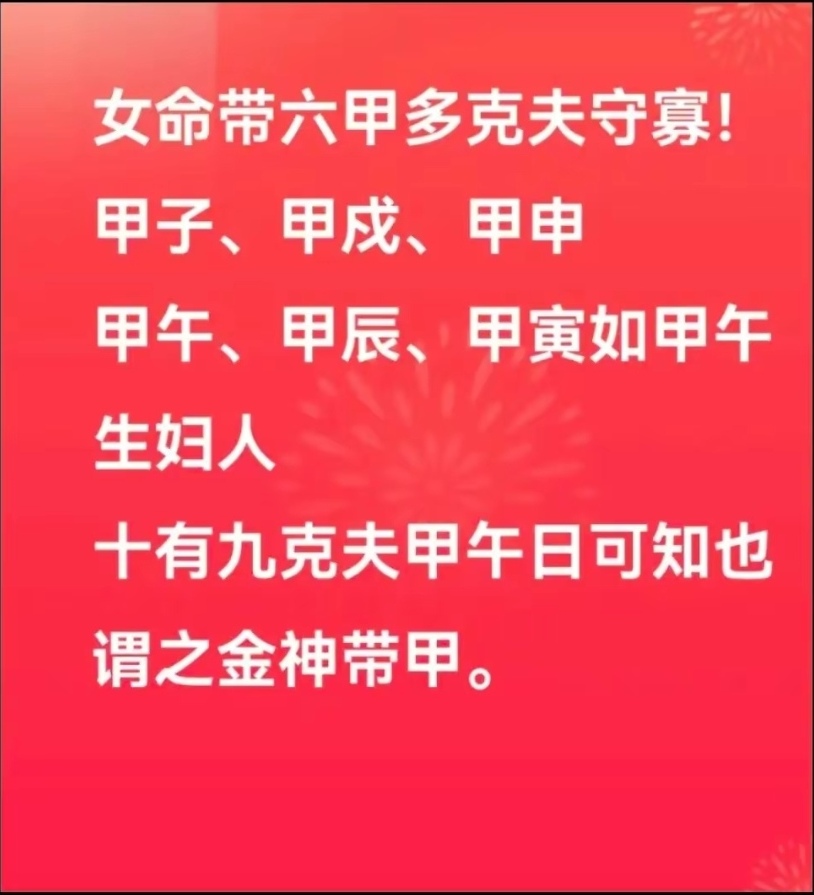 女命带六甲多克夫守寡！
甲子、甲戍、甲申
甲午、甲辰、甲寅如甲午
生妇人
十有九克夫甲午日可知也
谓之金神带甲。